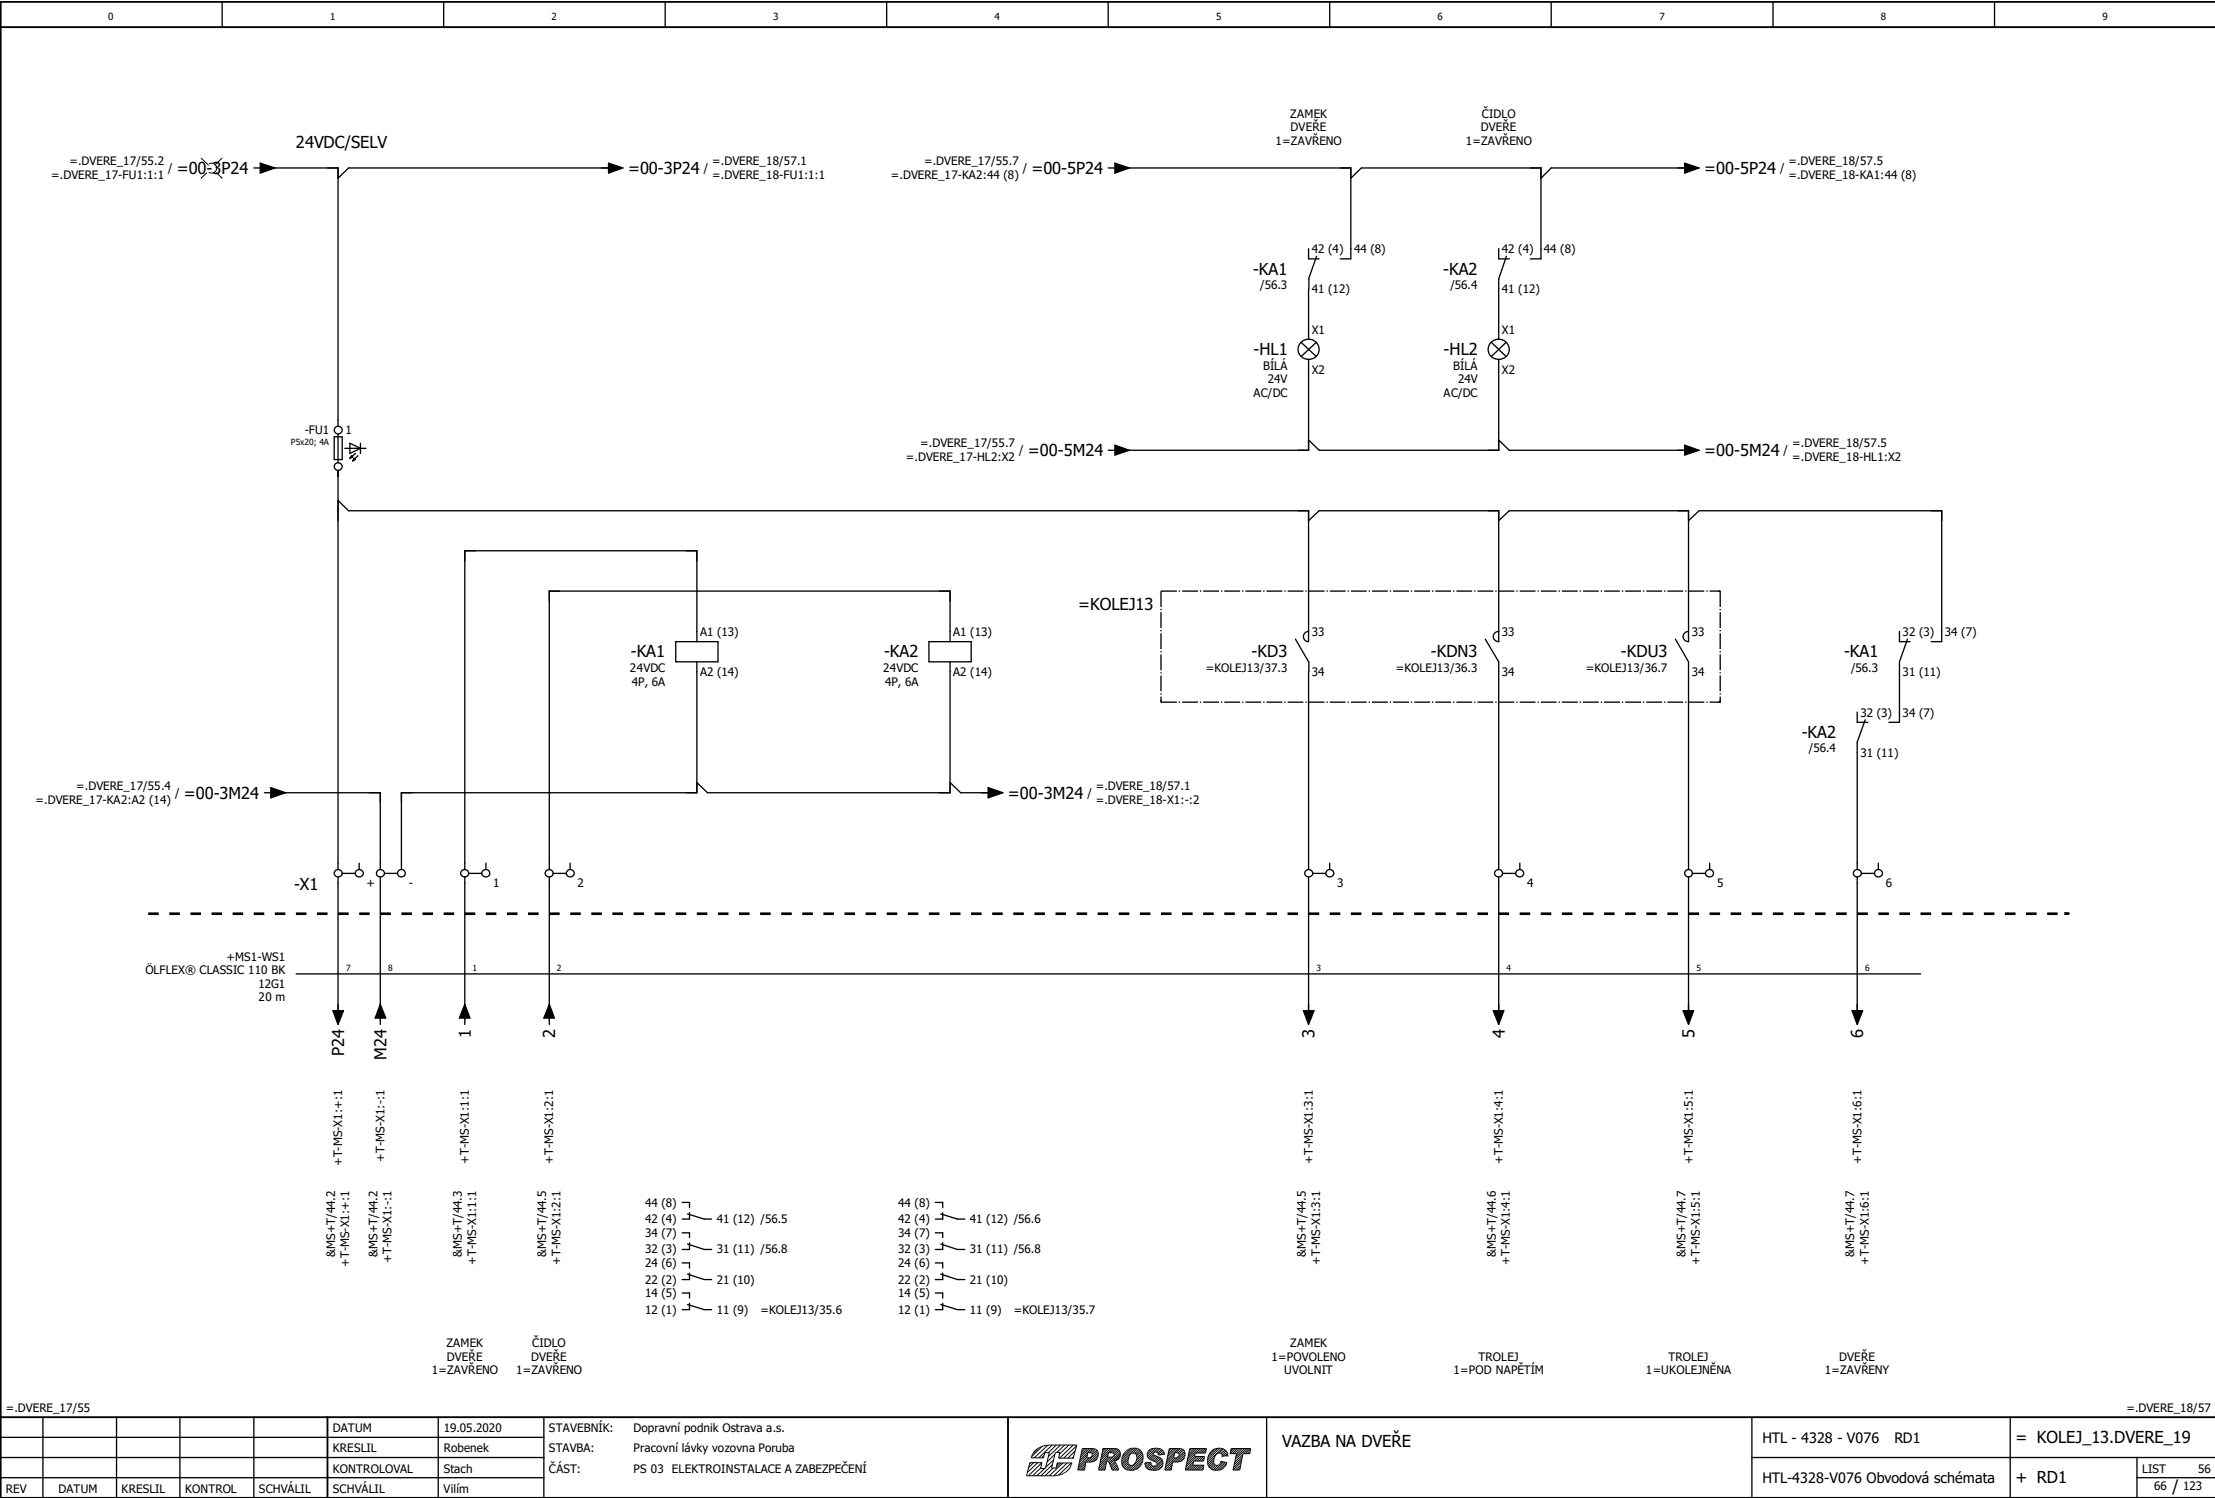 0 1 2 3 4 5 6 7 8 9
24VDC/SELV
=.DVERE_17/55.2
=.DVERE_17-FU1:1:1 / =00-3P24
=00-3P24 / =.DVERE_18/57.1
=.DVERE_18-FU1:1:1
=.DVERE_17/55.7
=.DVERE_17-KA2:44 (8) / =00-5P24
ZAMEK
DVEŘE
1=ZAVŘENO
ČIDLO
DVEŘE
1=ZAVŘENO
=00-5P24 / =.DVERE_18/57.5
=.DVERE_18-KA1:44 (8)
42 (4) 44 (8)
-KA1
/56.3
41 (12)
42 (4) 44 (8)
-KA2
/56.4
41 (12)
X1
-HL1
BÍLÁ
24V
AC/DC
X2
X1
-HL2
BÍLÁ
24V
AC/DC
X2
-FU1 1
P5x20; 4A
=.DVERE_17/55.7
=.DVERE_17-HL2:X2 / =00-5M24
=00-5M24 / =.DVERE_18/57.5
=.DVERE_18-HL1:X2
A1 (13)
-KA1
24VDC
4P, 6A
A2 (14)
A1 (13)
-KA2
24VDC
4P, 6A
A2 (14)
=KOLEJ13
33
-KD3
=KOLEJ13/37.3
34
33
-KDN3
=KOLEJ13/36.3
34
33
-KDU3
=KOLEJ13/36.7
34
32 (3) 34 (7)
-KA1
/56.3
31 (11)
32 (3) 34 (7)
-KA2
/56.4
31 (11)
=.DVERE_17/55.4
=.DVERE_17-KA2:A2 (14) / =00-3M24
=00-3M24 / =.DVERE_18/57.1
=.DVERE_18-X1:-:2
-X1 + - 1 2 3 4 5 6
+MS1-WS1
ÖLFLEX® CLASSIC 110 BK
12G1
20 m
7 8 1 2 3 4 5 6
P24 M24 1 2 3 4 5 6
+T-MS-X1:+:1
+T-MS-X1:-:1
+T-MS-X1:1:1
+T-MS-X1:2:1
+T-MS-X1:3:1
+T-MS-X1:4:1
+T-MS-X1:5:1
+T-MS-X1:6:1
&MS+T/44.2
+T-MS-X1:+:1
&MS+T/44.2
+T-MS-X1:-:1
&MS+T/44.3
+T-MS-X1:1:1
&MS+T/44.5
+T-MS-X1:2:1
44 (8)
42 (4) 41 (12) /56.5
34 (7)
32 (3) 31 (11) /56.8
24 (6)
22 (2) 21 (10)
14 (5)
12 (1) 11 (9) =KOLEJ13/35.6
44 (8)
42 (4) 41 (12) /56.6
34 (7)
32 (3) 31 (11) /56.8
24 (6)
22 (2) 21 (10)
14 (5)
12 (1) 11 (9) =KOLEJ13/35.7
&MS+T/44.5
+T-MS-X1:3:1
&MS+T/44.6
+T-MS-X1:4:1
&MS+T/44.7
+T-MS-X1:5:1
&MS+T/44.7
+T-MS-X1:6:1
ZAMEK
DVEŘE
1=ZAVŘENO
ČIDLO
DVEŘE
1=ZAVŘENO
ZAMEK
1=POVOLENO
UVOLNIT
TROLEJ
1=POD NAPĚTÍM
TROLEJ
1=UKOLEJNĚNA
DVEŘE
1=ZAVŘENY
=.DVERE_17/55
=.DVERE_18/57
DATUM 19.05.2020
KRESLIL Robenek
KONTROLOVAL Stach
REV DATUM KRESLIL KONTROL SCHVÁLIL SCHVÁLIL Vilím
STAVEBNÍK: Dopravní podnik Ostrava a.s.
STAVBA: Pracovní lávky vozovna Poruba
ČÁST: PS 03 ELEKTROINSTALACE A ZABEZPEČENÍ
PROSPECT
VAZBA NA DVEŘE
HTL - 4328 - V076 RD1
HTL-4328-V076 Obvodová schémata
= KOLEJ_13.DVERE_19
+ RD1
LIST 56
66 / 123